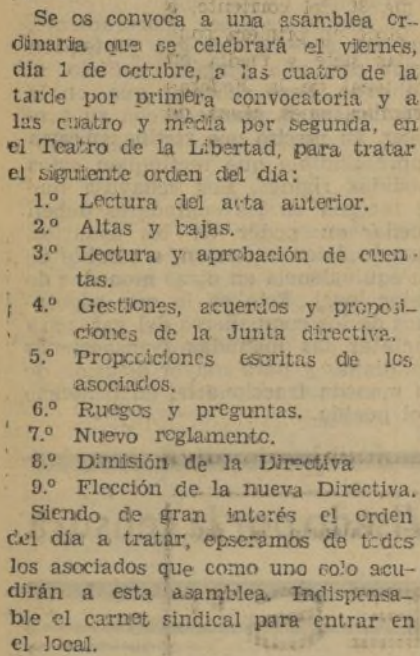 Se os convoca a una asamblea or-
dinaria que se celebrará el viernes,
día 1 de octubre, a las cuatro de la
tarde por primera convocatoria y a
las cuatro y media por segunda, en
el Teatro de la Libertad, para tratar
el siguiente orden del día:
1.º Lectura del acta anterior.
2.º Altas y bajas.
3.º Lectura y aprobación de cuen-
tas.
4.º Gestiones, acuerdos y proposi-
ciones de la Junta directiva.
5.º Proposiciones escritas de los
asociados.
6.º Ruegos y preguntas.
7.º Nuevo reglamento.
8.º Dimisión de la Directiva
9.º Elección de la nueva Directiva.
Siendo de gran interés el orden
del día a tratar, epseramos de todos
los asociados que como uno solo acu-
dirán a esta asamblea. Indispensa-
ble el carnet sindical para entrar en
el local.